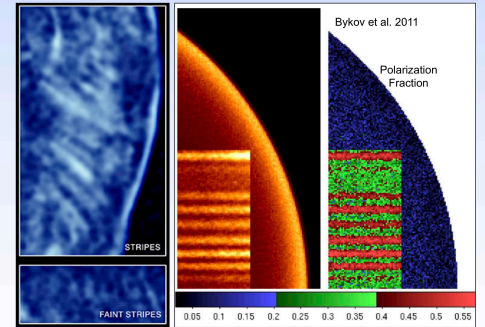 Bykov et al. 2011
Polarization
Fraction
STRIPES
FAINT STRIPES
0.05 0.1 0.15 0.2 0.25 0.3 0.35 0.4 0.45 0.5 0.55